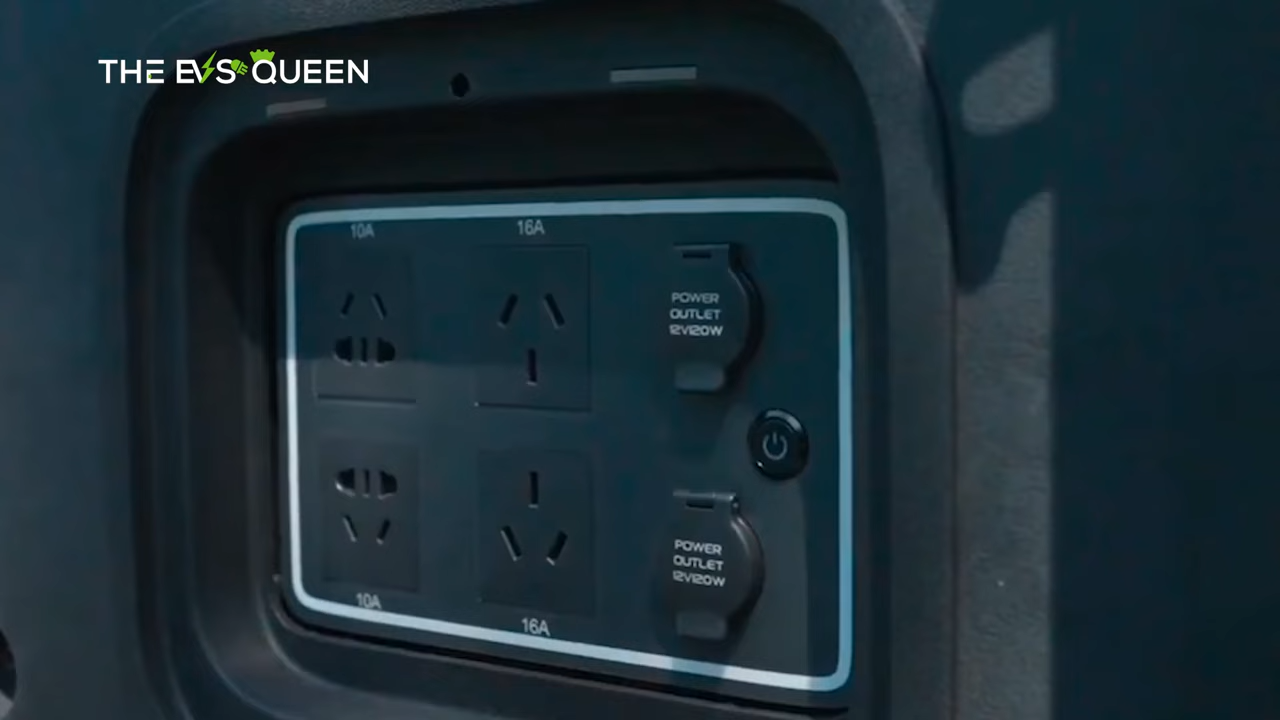 THE EVS QUEEN
10A
16A
POWER
OUTLET
12V120W
POWER
OUTLET
12V120W
10A
16A